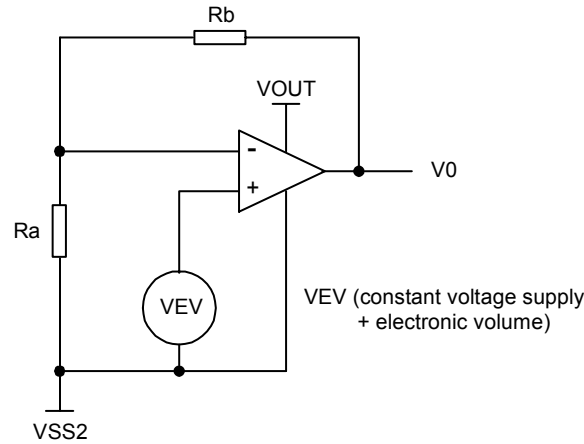 Rb
VOUT
-
V0
+
Ra
VEV
VEV (constant voltage supply
+ electronic volume)
VSS2